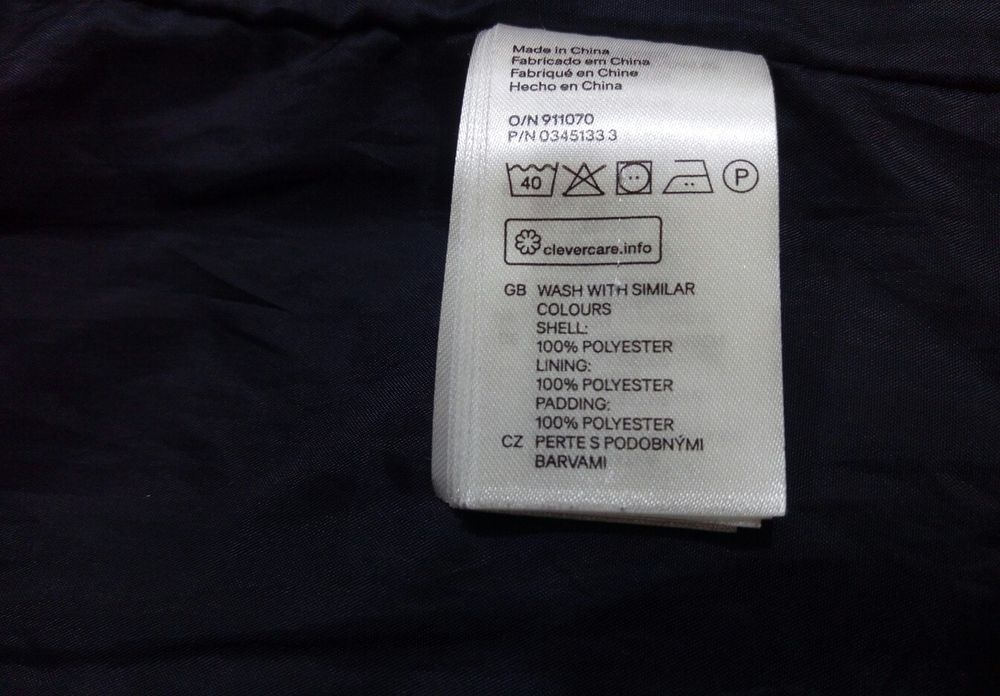 Made in China
Fabricado em China
Fabriqué en Chine
Hecho en China
O/N 911070
P/N 0345133 3
40
P
clevercare.info
GB WASH WITH SIMILAR
COLOURS
SHELL:
100% POLYESTER
LINING:
100% POLYESTER
PADDING:
100% POLYESTER
CZ PERTE S PODOBNÝMI
BARVAMI